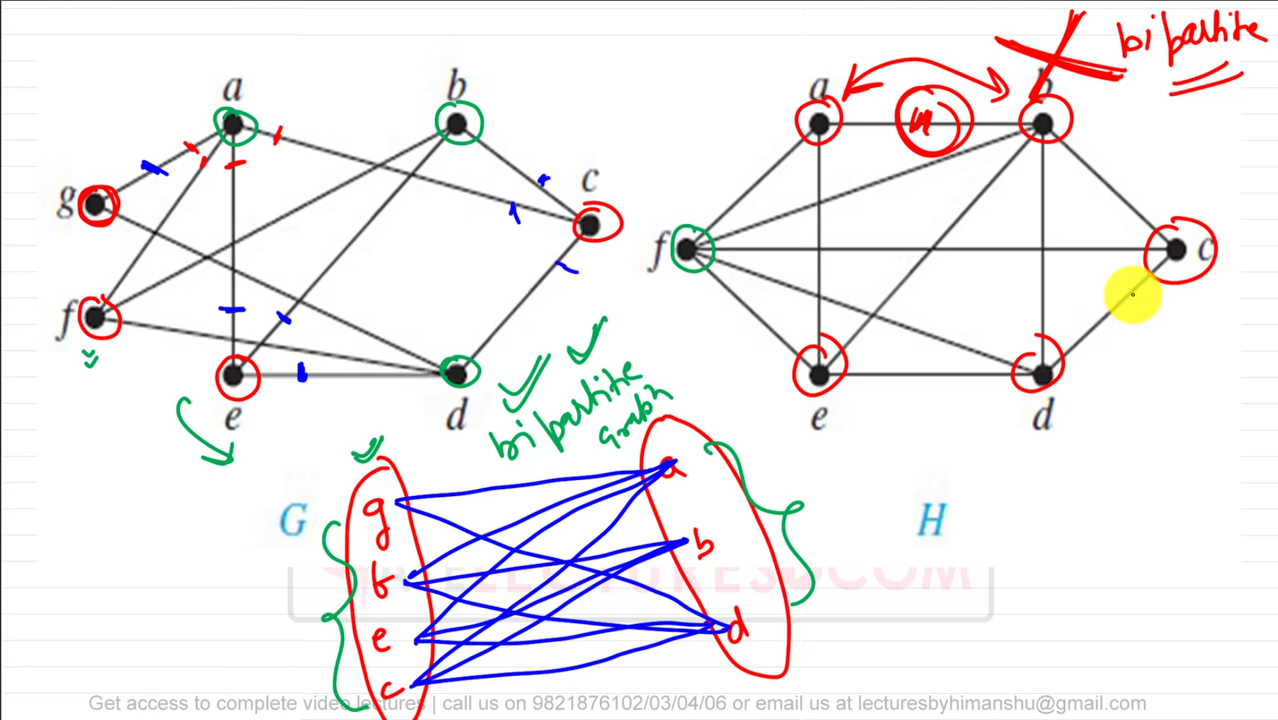 bipartite
a
b
a
b
g
c
f
c
f
e
d
e
d
bipartite
graph
G
H
g
f
e
c
a
b
d
Get access to complete video lectures | call us on 9821876102/03/04/06 or email us at lecturesbyhimanshu@gmail.com